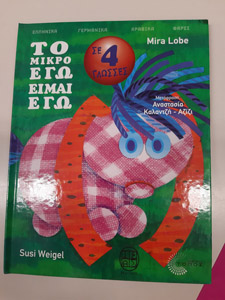 ΕΛΛΗΝΙΚΑ ΓΕΡΜΑΝΙΚΑ ΑΡΑΒΙΚΑ ΦΑΡΣΙ
ΤΟ
ΜΙΚΡΟ
ΕΓΩ
ΕΙΜΑΙ
ΕΓΩ
ΣΕ
4
ΓΛΩΣΣΕΣ
Mira Lobe
Μετάφραση
Αναστασία
Καλαντζή - Αζίζι
Susi Weigel